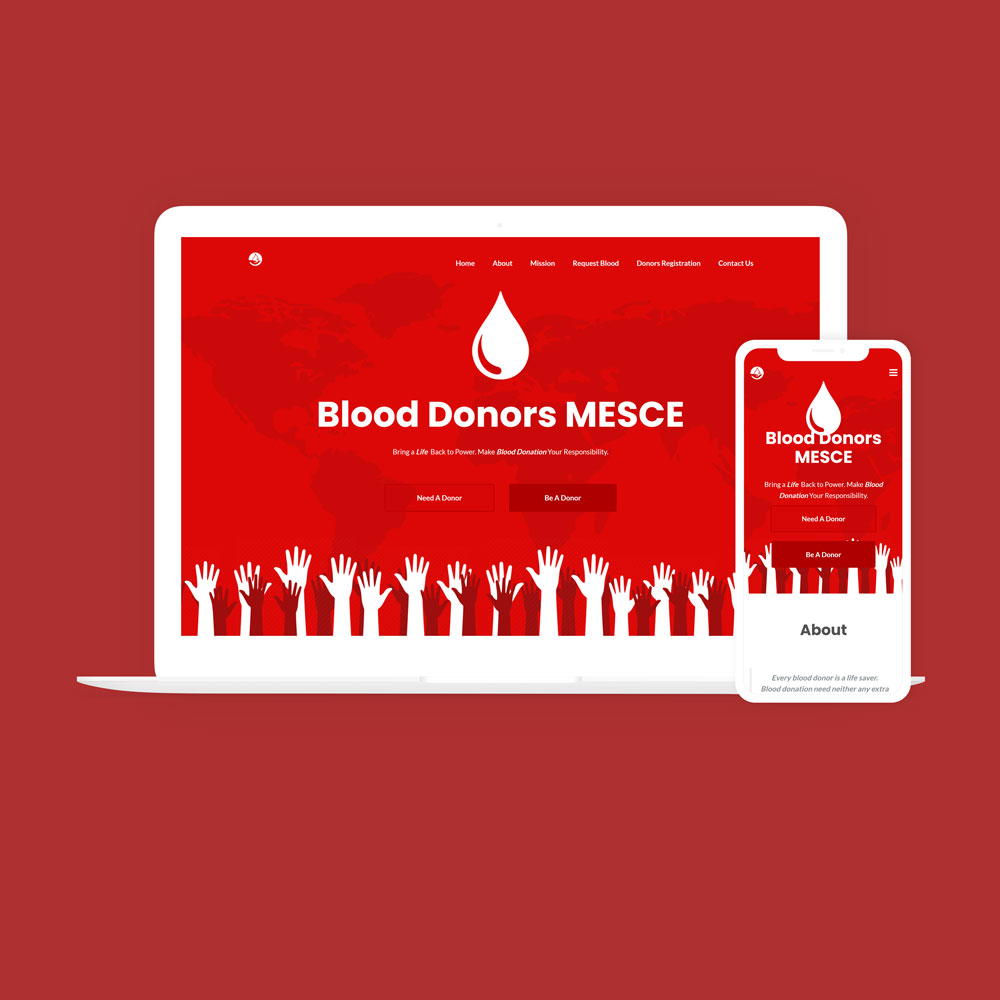 Home About Mission Request Blood Donors Registration Contact Us
Blood Donors MESCE
Bring a Life Back to Power. Make Blood Donation Your Responsibility.
Need A Donor Be A Donor
Blood Donors
MESCE
Bring a Life Back to Power. Make Blood
Donation Your Responsibility.
Need A Donor
Be A Donor
About
Every blood donor is a life saver.
Blood donation need neither any extra